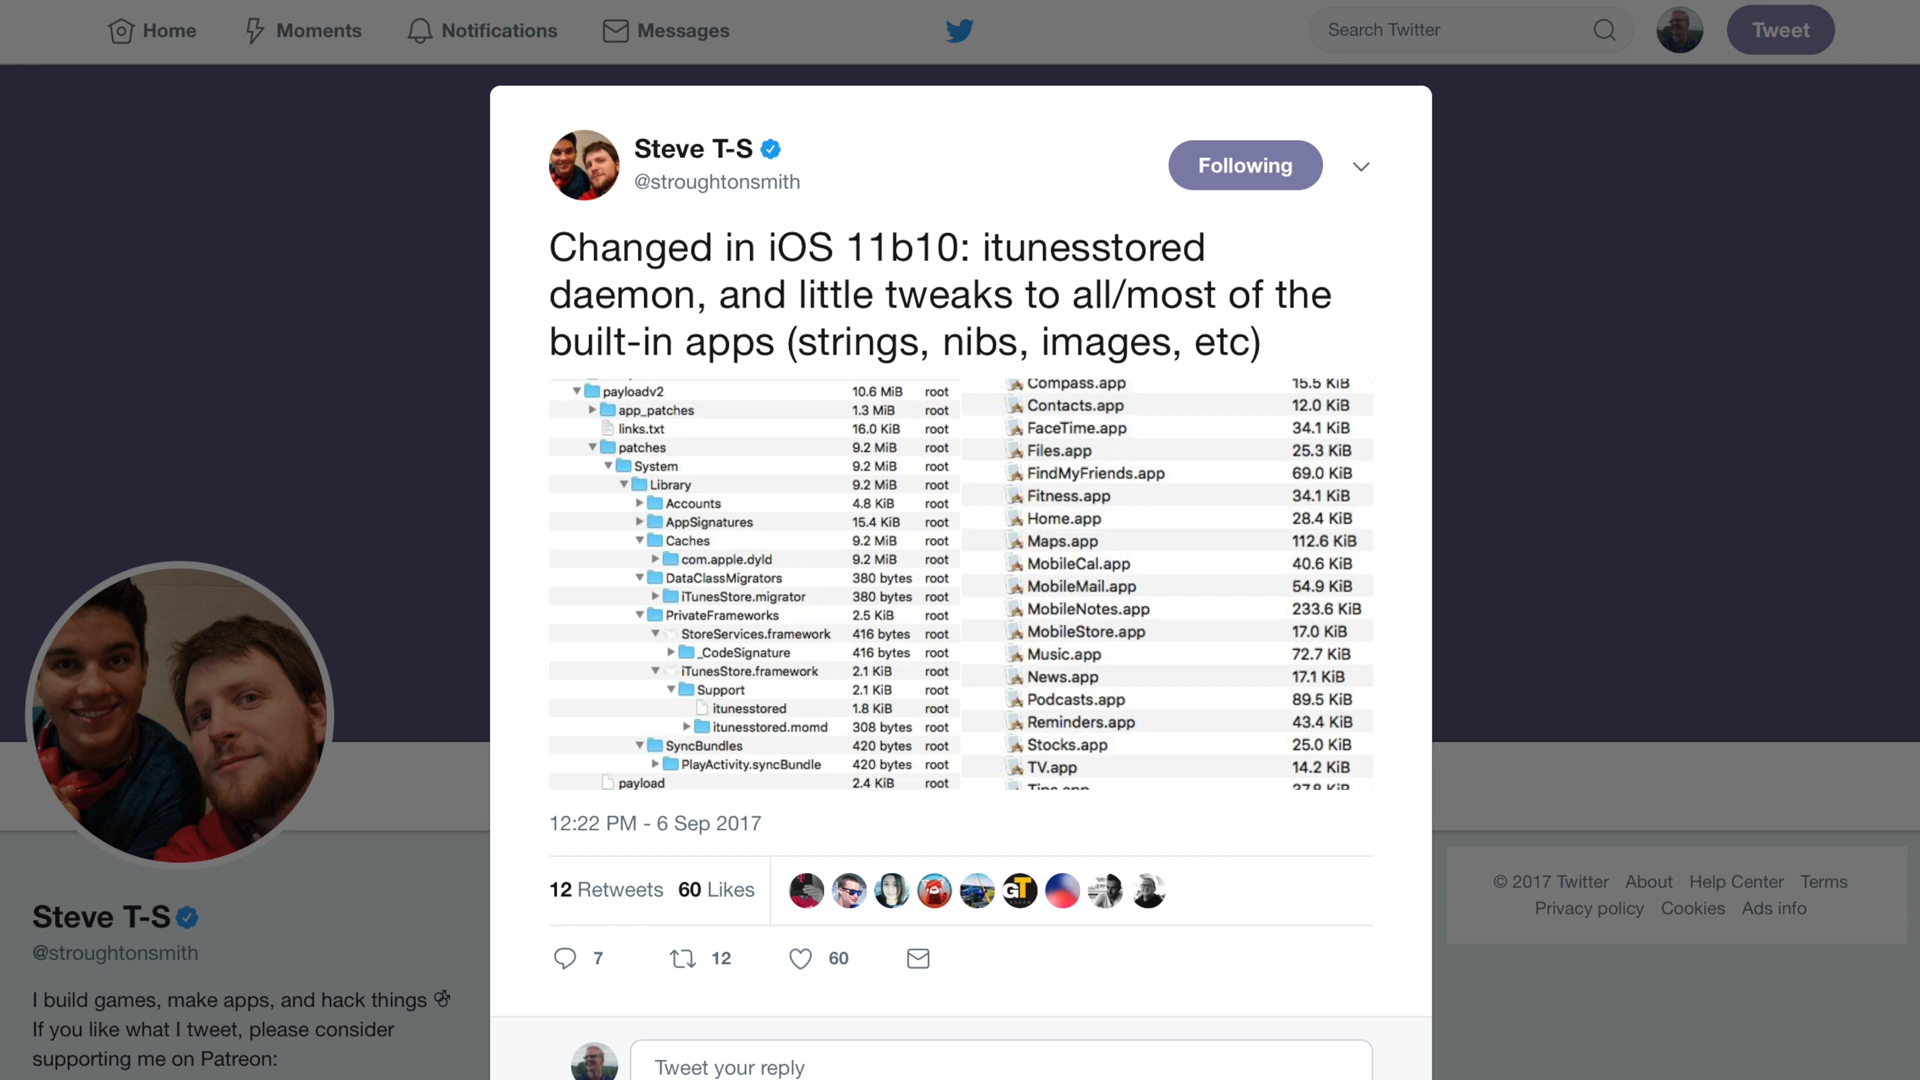 Home
Moments
Notifications
Messages
Search Twitter
Tweet
Steve T-S
@stroughtonsmith
Following
Changed in iOS 11b10: itunesstored
daemon, and little tweaks to all/most of the
built-in apps (strings, nibs, images, etc)
payloadv2 10.6 MiB root
app_patches 1.3 MiB root
links.txt 16.0 KiB root
patches 9.2 MiB root
System 9.2 MiB root
Library 9.2 MiB root
Accounts 4.8 KiB root
AppSignatures 15.4 KiB root
Caches 9.2 MiB root
com.apple.dyld 9.2 MiB root
DataClassMigrators 380 bytes root
iTunesStore.migrator 380 bytes root
PrivateFrameworks 2.5 KiB root
StoreServices.framework 416 bytes root
_CodeSignature 416 bytes root
iTunesStore.framework 2.1 KiB root
Support 2.1 KiB root
itunesstored 1.8 KiB root
itunesstored.momd 308 bytes root
SyncBundles 420 bytes root
PlayActivity.syncBundle 420 bytes root
payload 2.4 KiB root
Compass.app 15.5 KiB
Contacts.app 12.0 KiB
FaceTime.app 34.1 KiB
Files.app 25.3 KiB
FindMyFriends.app 69.0 KiB
Fitness.app 34.1 KiB
Home.app 28.4 KiB
Maps.app 112.6 KiB
MobileCal.app 40.6 KiB
MobileMail.app 54.9 KiB
MobileNotes.app 233.6 KiB
MobileStore.app 17.0 KiB
Music.app 72.7 KiB
News.app 17.1 KiB
Podcasts.app 89.5 KiB
Reminders.app 43.4 KiB
Stocks.app 25.0 KiB
TV.app 14.2 KiB
12:22 PM - 6 Sep 2017
12 Retweets 60 Likes
GT
7
12
60
Tweet your reply
Steve T-S
@stroughtonsmith
I build games, make apps, and hack things
If you like what I tweet, please consider
supporting me on Patreon:
© 2017 Twitter About Help Center Terms
Privacy policy Cookies Ads info